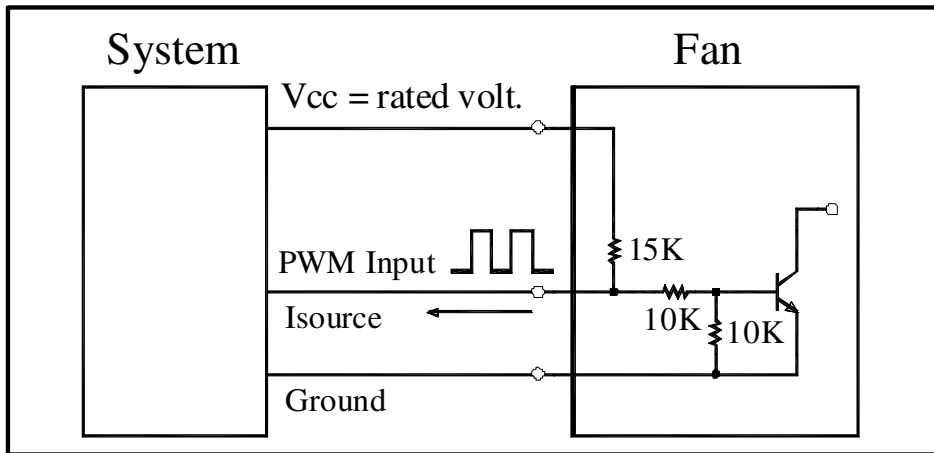 System
Fan
Vcc = rated volt.
PWM Input
15K
Isource
10K
10K
Ground